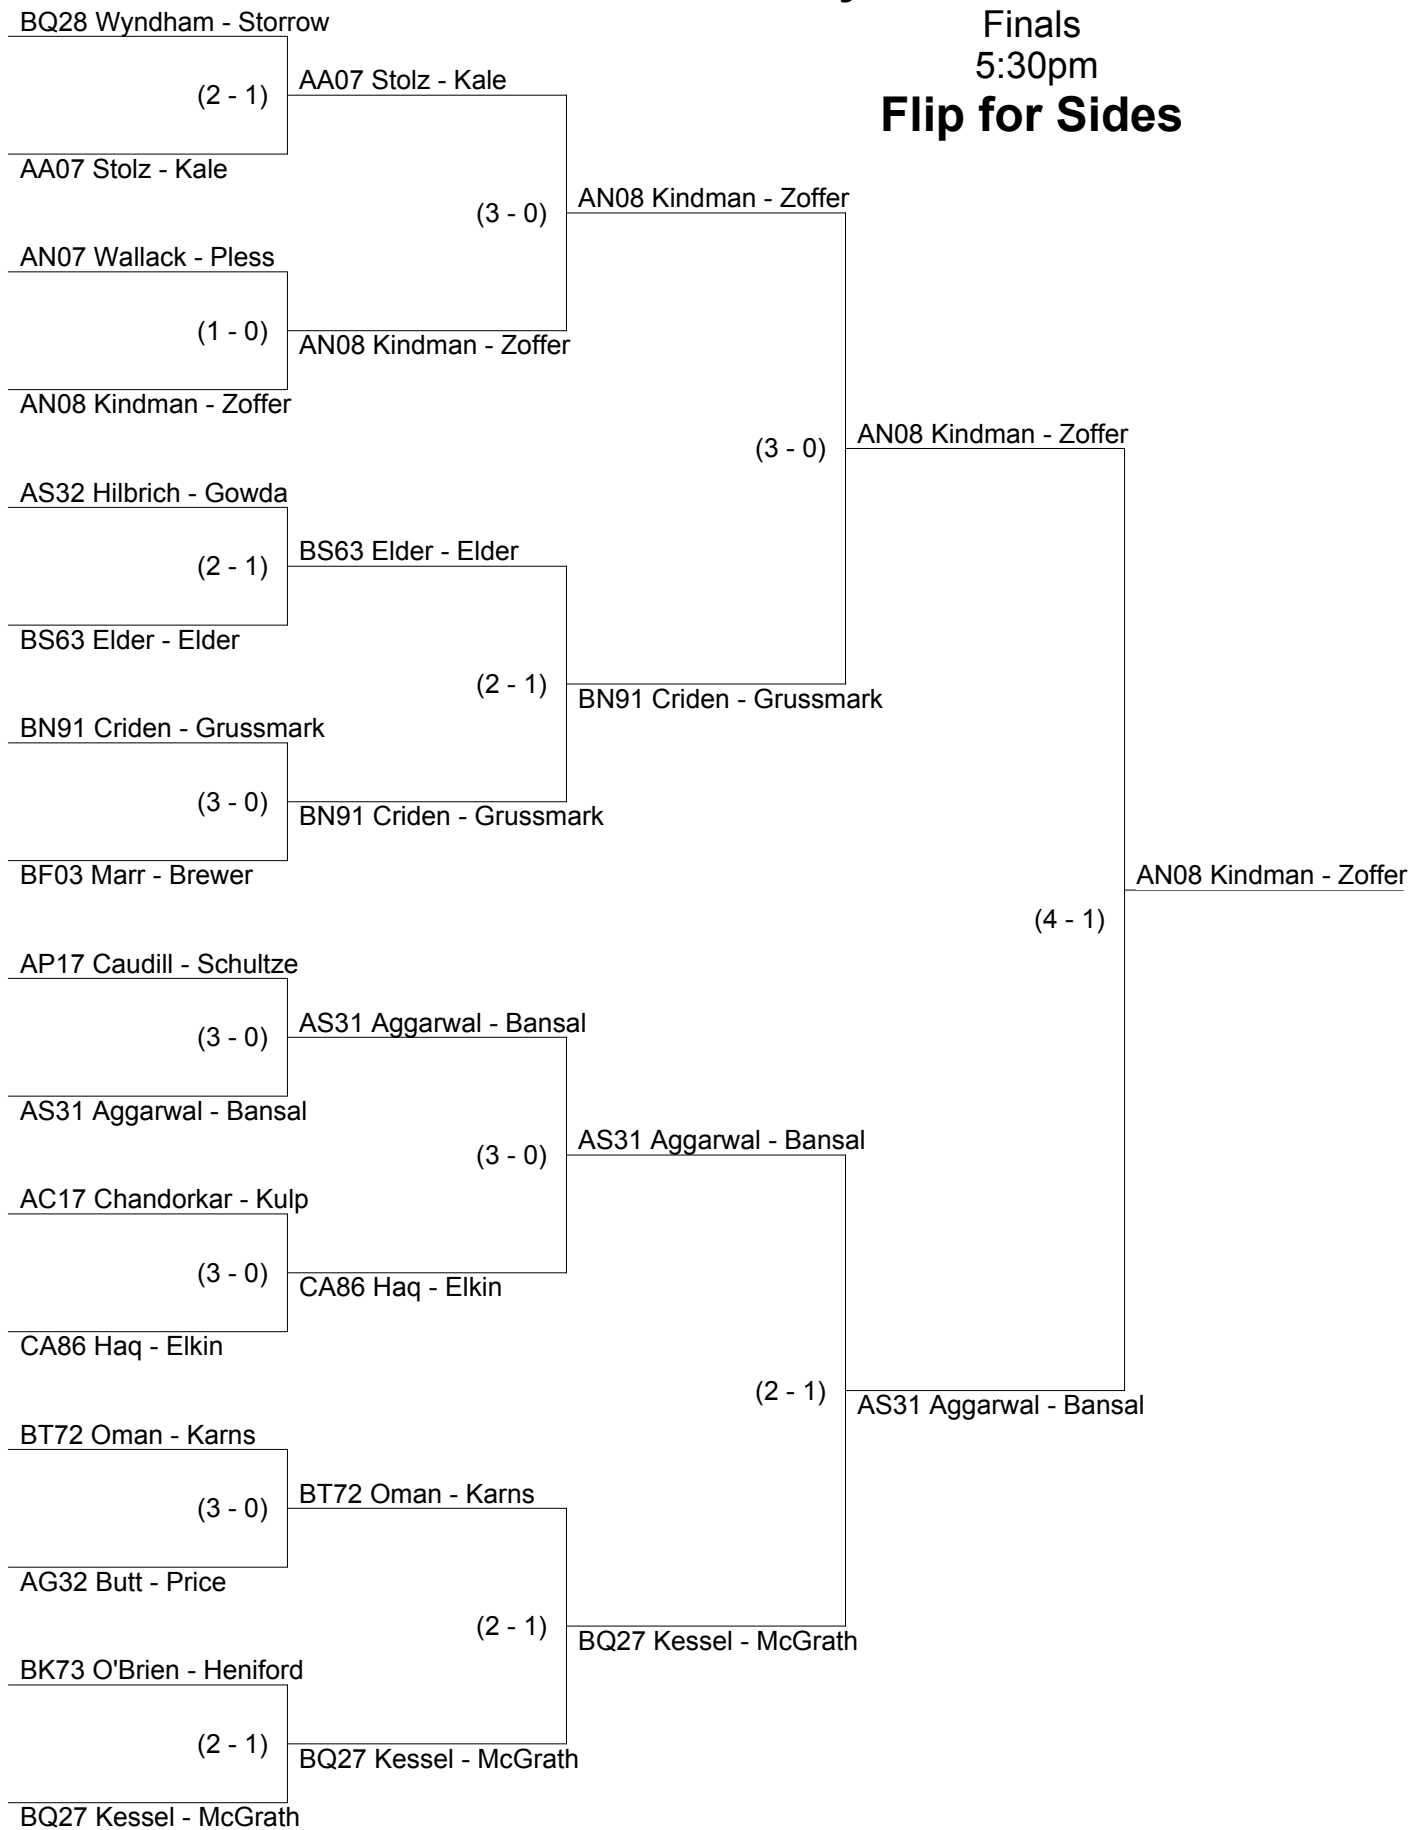 Finals
5:30pm
Flip for Sides
BQ28 Wyndham - Storrow
(2 - 1)
AA07 Stolz - Kale
AA07 Stolz - Kale
(3 - 0)
AN08 Kindman - Zoffer
AN07 Wallack - Pless
(1 - 0)
AN08 Kindman - Zoffer
AN08 Kindman - Zoffer
(3 - 0)
AN08 Kindman - Zoffer
AS32 Hilbrich - Gowda
(2 - 1)
BS63 Elder - Elder
BS63 Elder - Elder
(2 - 1)
BN91 Criden - Grussmark
BN91 Criden - Grussmark
(3 - 0)
BN91 Criden - Grussmark
BF03 Marr - Brewer
(4 - 1)
AN08 Kindman - Zoffer
AP17 Caudill - Schultze
(3 - 0)
AS31 Aggarwal - Bansal
AS31 Aggarwal - Bansal
(3 - 0)
AS31 Aggarwal - Bansal
AC17 Chandorkar - Kulp
(3 - 0)
CA86 Haq - Elkin
CA86 Haq - Elkin
(2 - 1)
AS31 Aggarwal - Bansal
BT72 Oman - Karns
(3 - 0)
BT72 Oman - Karns
AG32 Butt - Price
(2 - 1)
BQ27 Kessel - McGrath
BK73 O'Brien - Heniford
(2 - 1)
BQ27 Kessel - McGrath
BQ27 Kessel - McGrath